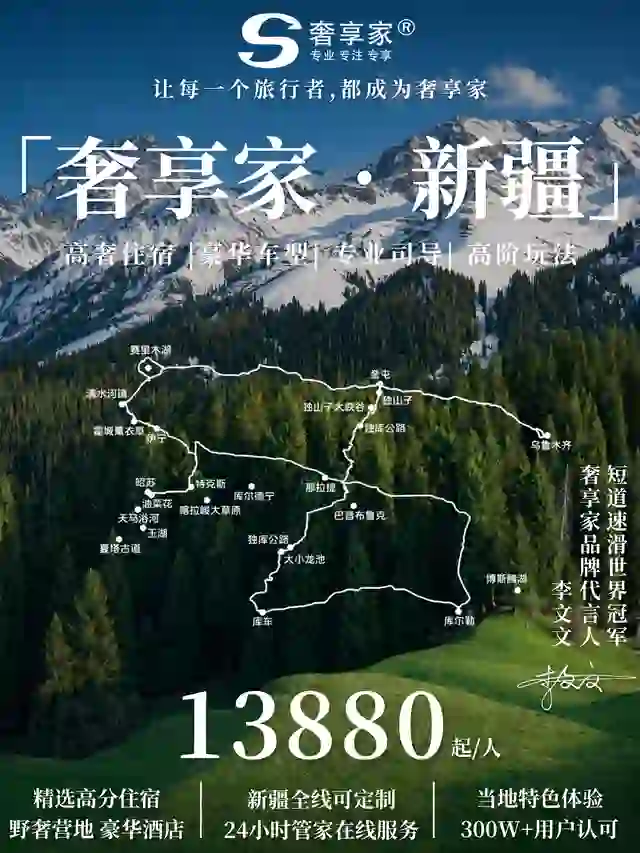 奢享家®
专业 专注 专享
让每一个旅行者,都成为奢享家
「奢享家·新疆」
高奢住宿 |豪华车型| 专业司导| 高阶玩法
赛里木湖
清水河镇
霍城薰衣草
伊宁
奎屯
独山子大峡谷
独山子
独库公路
乌鲁木齐
昭苏
油菜花
天马浴河
玉湖
夏塔古道
特克斯
喀拉峻大草原
库尔德宁
那拉提
巴音布鲁克
独库公路
大小龙池
库车
库尔勒
博斯腾湖
短道速滑世界冠军
奢享家品牌代言人
李文文
13880起/人
精选高分住宿
野奢营地 豪华酒店
新疆全线可定制
24小时管家在线服务
当地特色体验
300W+用户认可